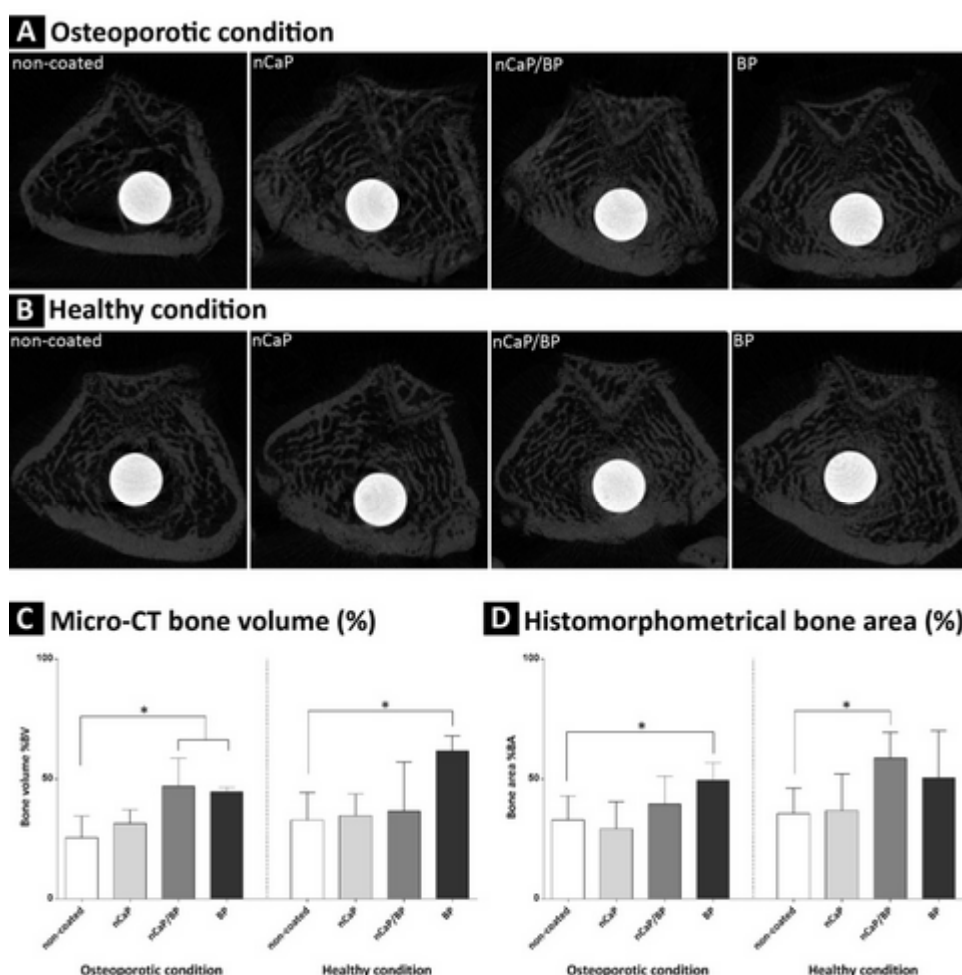 A Osteoporotic condition
non-coated nCaP nCaP/BP BP
B Healthy condition
non-coated nCaP nCaP/BP BP
C Micro-CT bone volume (%)
D Histomorphometrical bone area (%)
100
*
*
Bone volume %BV
50
0
non-coated nCaP nCaP/BP BP
non-coated nCaP nCaP/BP BP
Osteoporotic condition
Healthy condition
100
*
*
Bone area %BA
50
0
non-coated nCaP nCaP/BP BP
non-coated nCaP nCaP/BP BP
Osteoporotic condition
Healthy condition